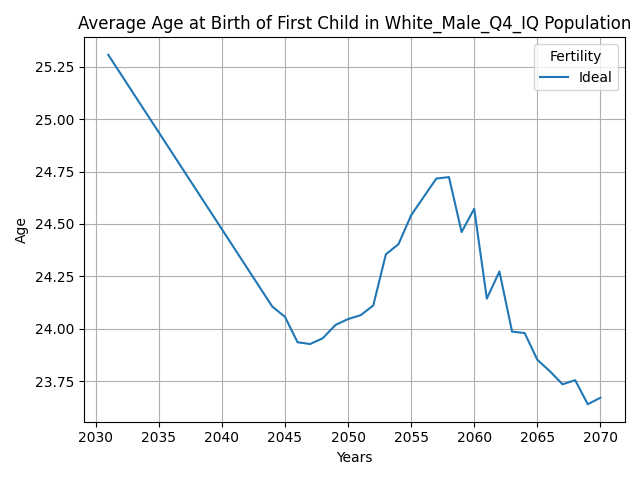 Average Age at Birth of First Child in White_Male_Q4_IQ Population
Fertility
Ideal
Age
25.25
25.00
24.75
24.50
24.25
24.00
23.75
2030 2035 2040 2045 2050 2055 2060 2065 2070
Years